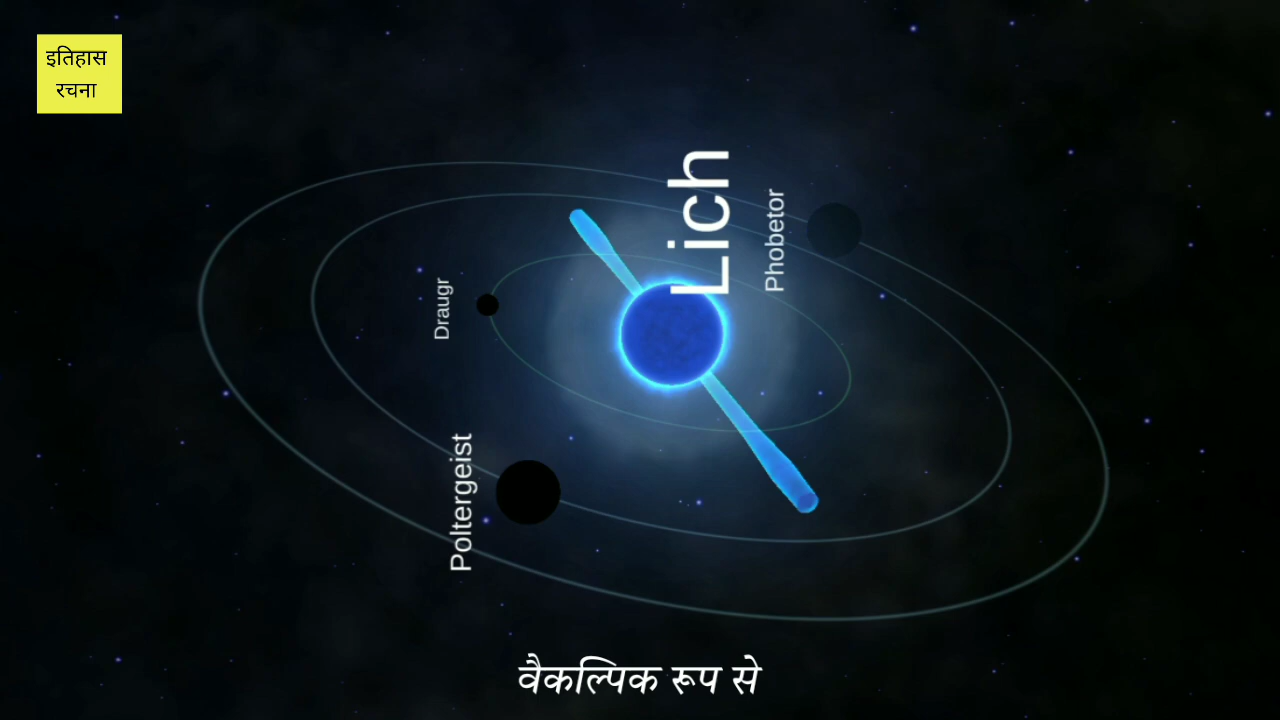 इतिहास
रचना
Lich
Phobetor
Draugr
Poltergeist
वैकल्पिक रूप से